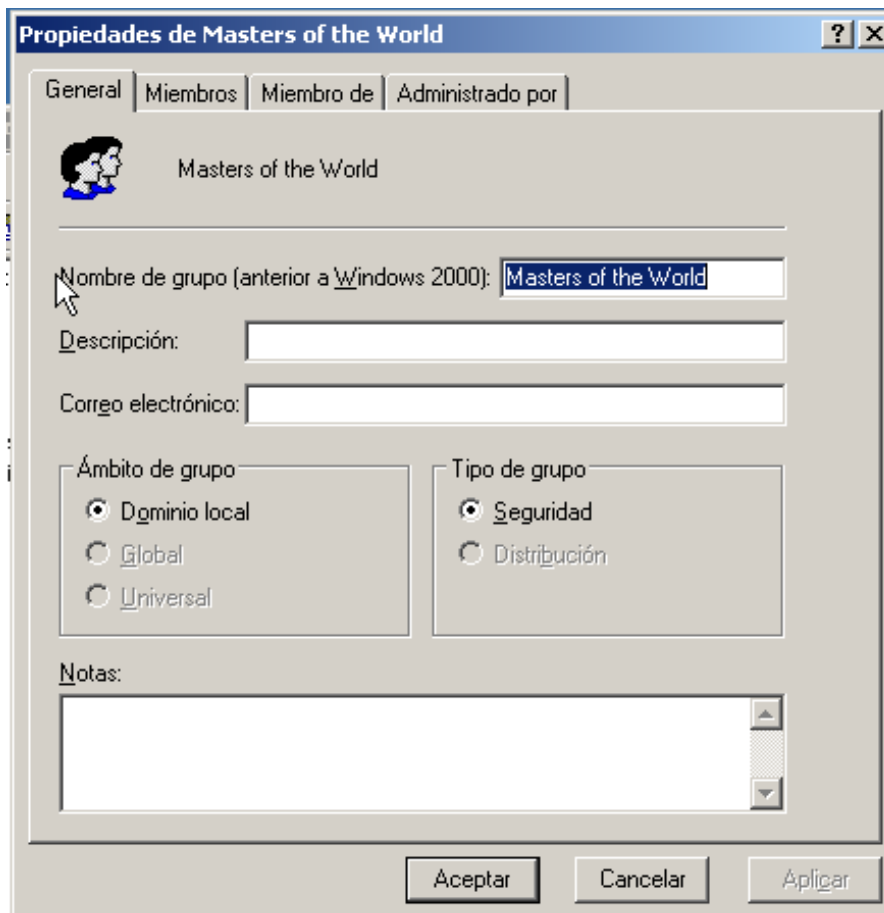 Propiedades de Masters of the World
General Miembros Miembro de Administrado por
Masters of the World
Nombre de grupo (anterior a Windows 2000): Masters of the World
Descripción:
Correo electrónico:
Ámbito de grupo
Dominio local
Global
Universal
Tipo de grupo
Seguridad
Distribución
Notas:
Aceptar Cancelar Aplicar